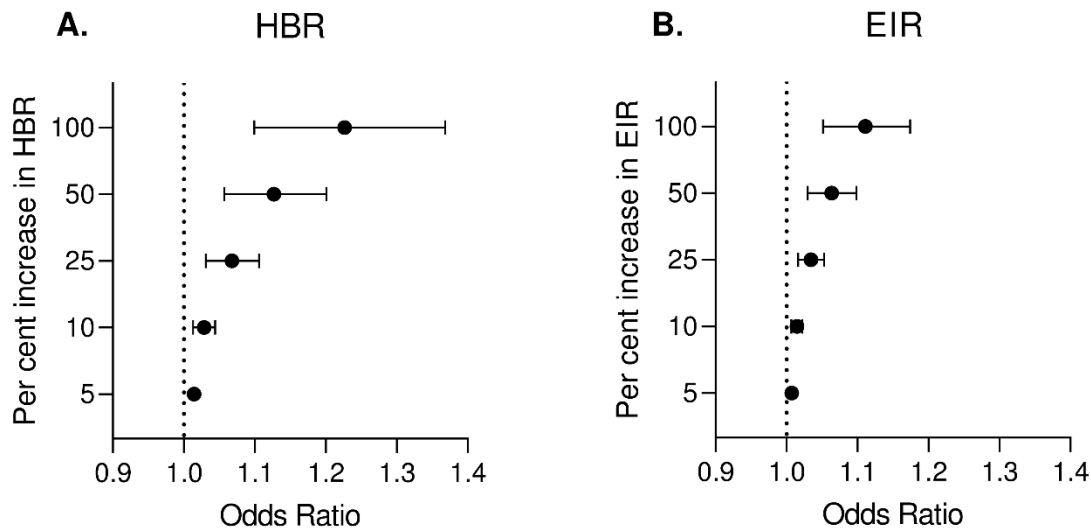 A.
HBR
Per cent increase in HBR
100
50
25
10
5
0.9 1.0 1.1 1.2 1.3 1.4
Odds Ratio
B.
EIR
Per cent increase in EIR
100
50
25
10
5
0.9 1.0 1.1 1.2 1.3 1.4
Odds Ratio